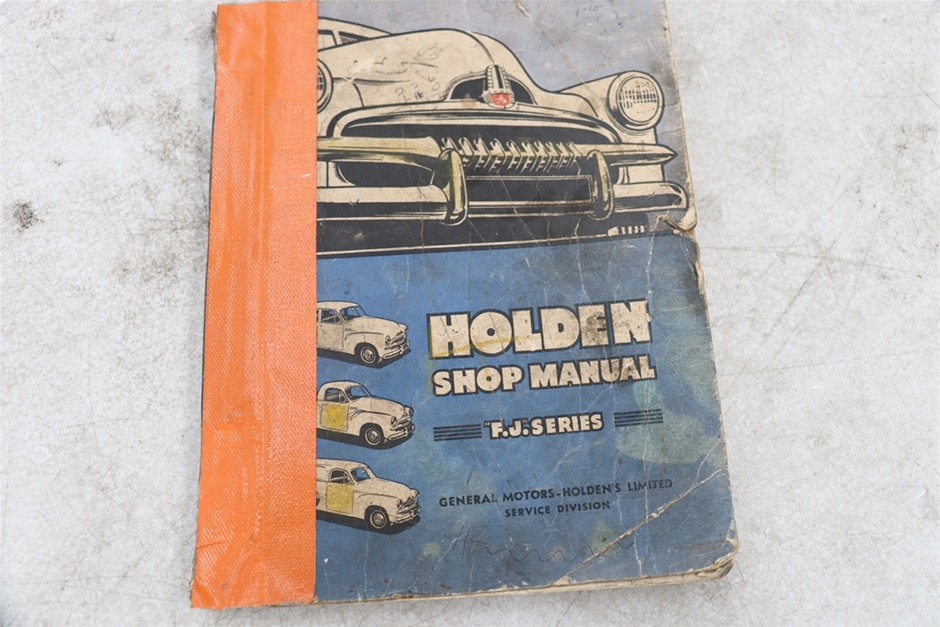 HOLDEN
SHOP MANUAL
"F.J." SERIES
GENERAL MOTORS-HOLDEN'S LIMITED
SERVICE DIVISION